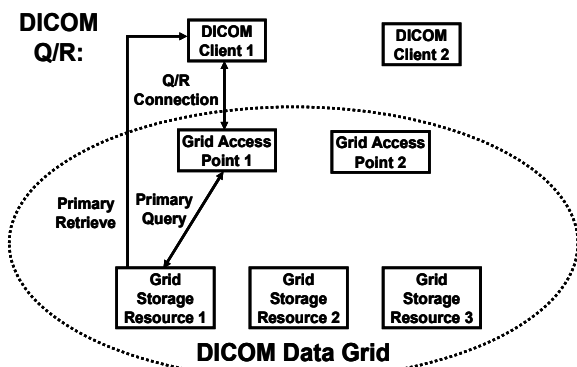 DICOM
Q/R:
DICOM
Client 1
DICOM
Client 2
Q/R
Connection
Grid Access
Point 1
Grid Access
Point 2
Primary
Retrieve
Primary
Query
Grid
Storage
Resource 1
Grid
Storage
Resource 2
Grid
Storage
Resource 3
DICOM Data Grid